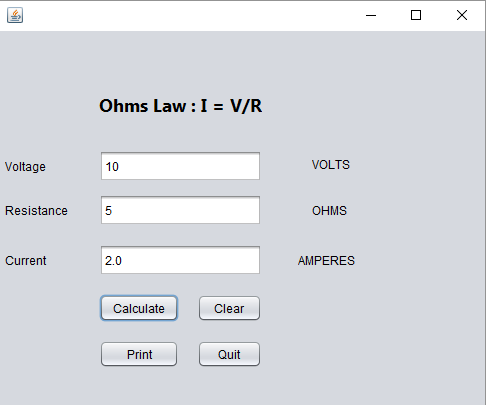 Ohms Law : I = V/R
Voltage 10 VOLTS
Resistance 5 OHMS
Current 2.0 AMPERES
Calculate Clear
Print Quit